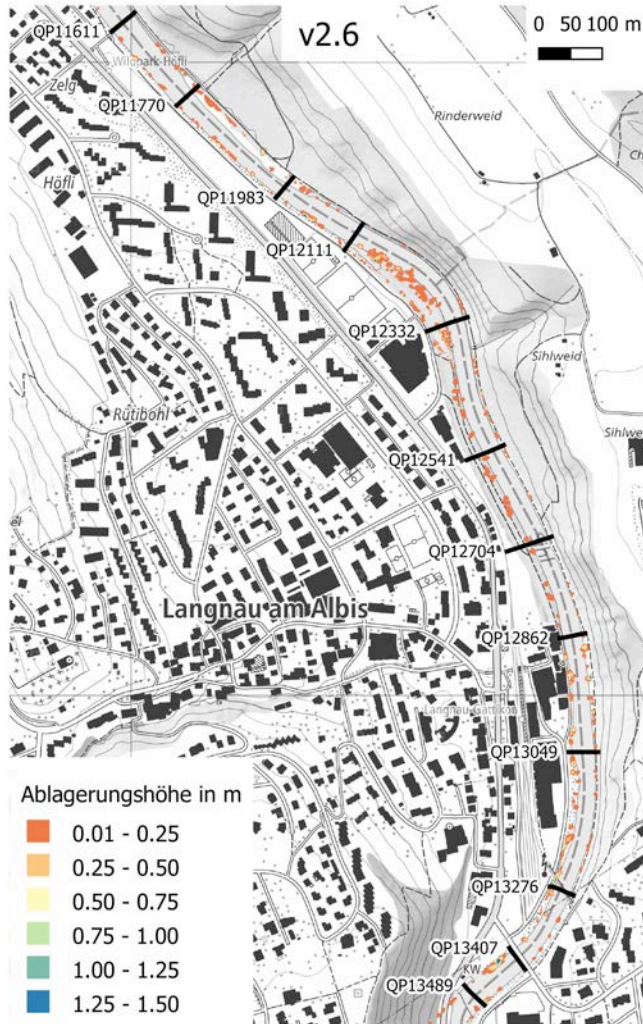 v2.6
0 50 100 m
QP11611
Wildpark-Höfli
Zelg
QP11770
Rinderweid
Höfli
QP11983
QP12111
QP12332
Sihlweid
Rütibohl
QP12541
QP12704
Langnau am Albis
QP12862
Langnau-Gattikon
QP13049
Ablagerungshöhe in m
0.01 - 0.25
0.25 - 0.50
0.50 - 0.75
0.75 - 1.00
1.00 - 1.25
1.25 - 1.50
QP13276
QP13407
KW
QP13489